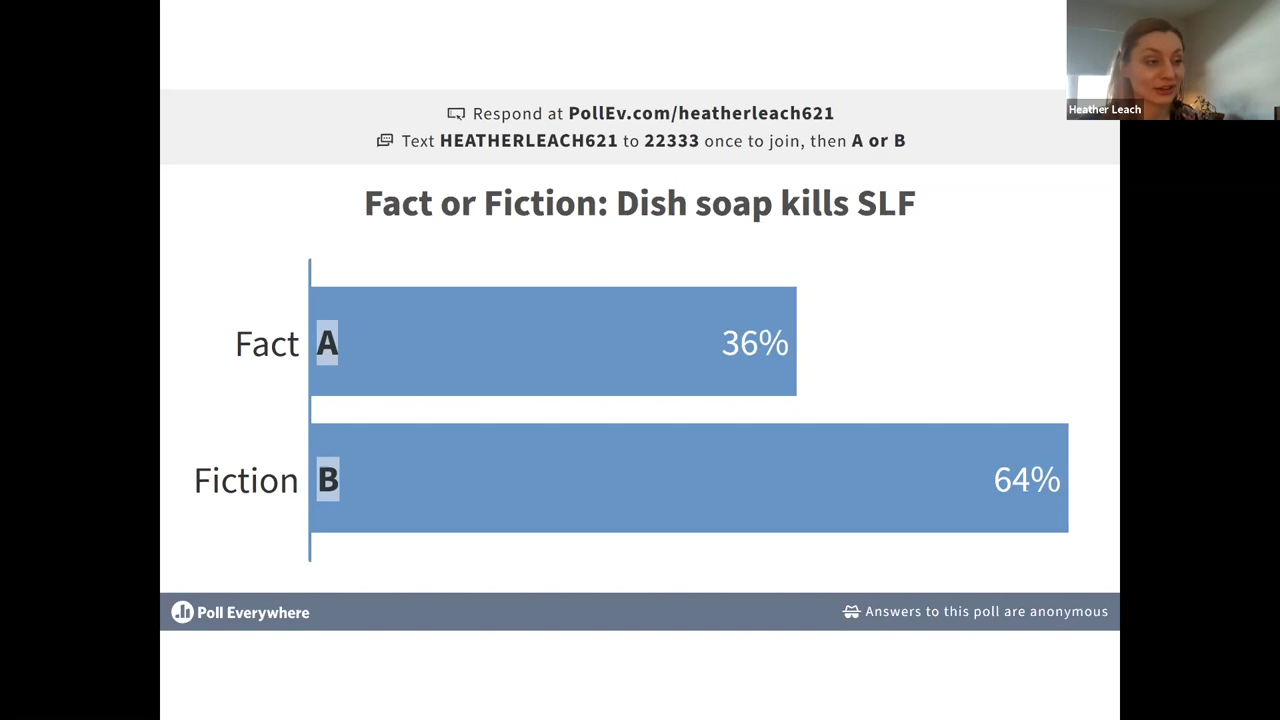 Respond at PollEv.com/heatherleach621
Text HEATHERLEACH621 to 22333 once to join, then A or B
Heather Leach
Fact or Fiction: Dish soap kills SLF
Fact A 36%
Fiction B 64%
Poll Everywhere
Answers to this poll are anonymous